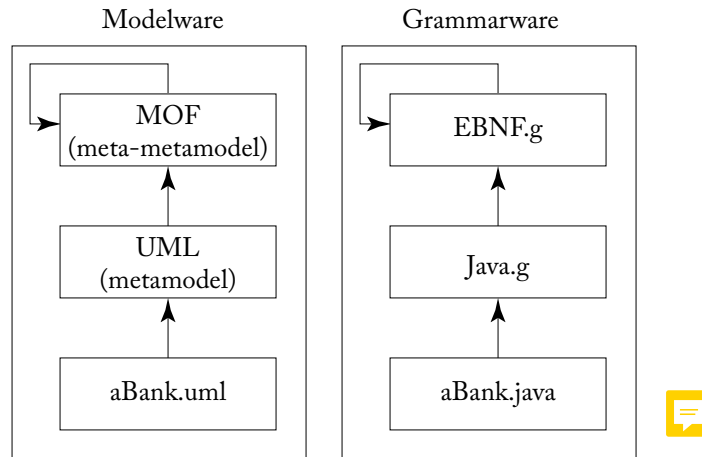 Modelware
MOF
(meta-metamodel)
UML
(metamodel)
aBank.uml
Grammarware
EBNF.g
Java.g
aBank.java